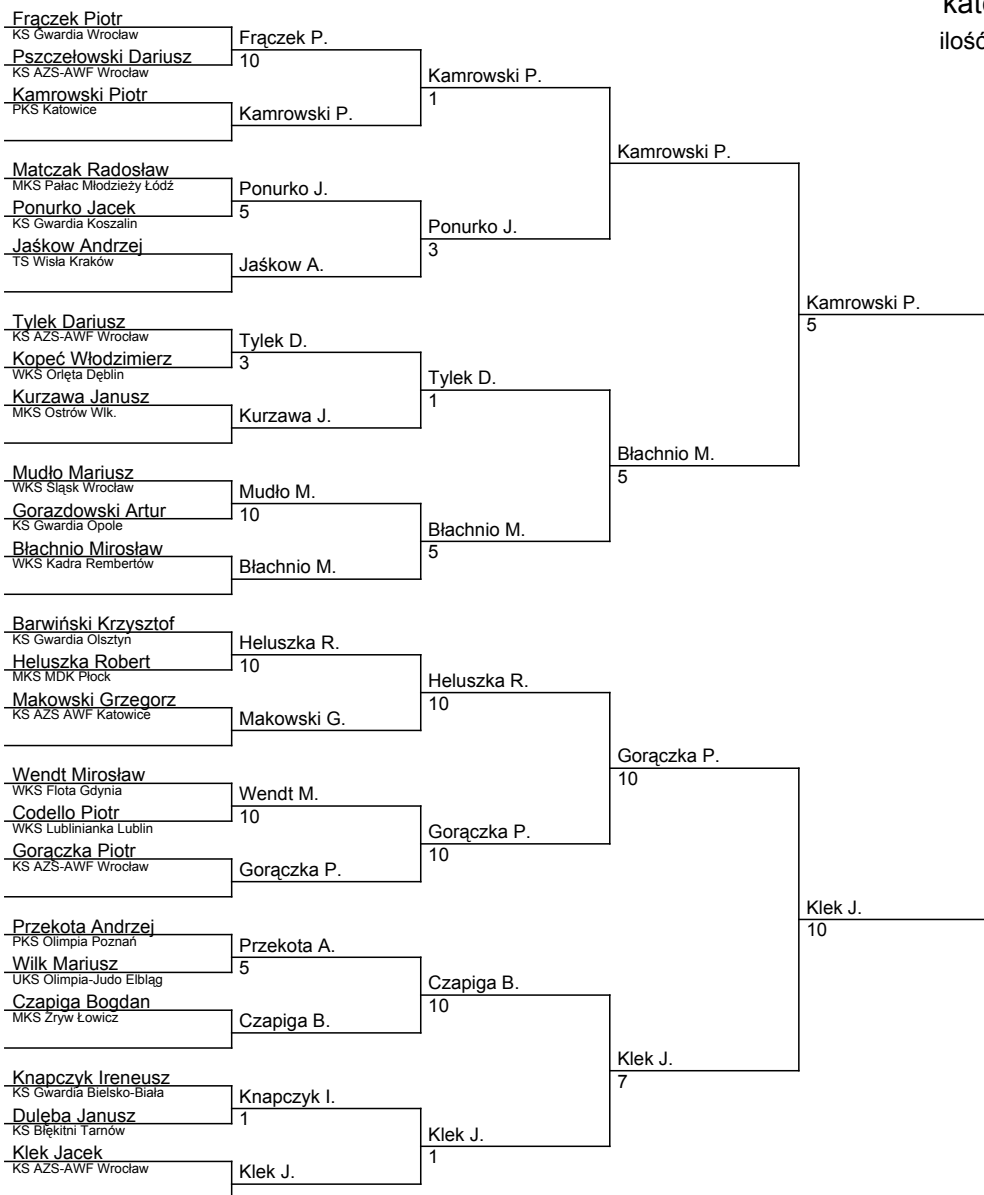 kate
ilość
Frączek Piotr
KS Gwardia Wrocław
Frączek P.
Pszczełowski Dariusz
10
KS AZS-AWF Wrocław
Kamrowski P.
Kamrowski Piotr
1
PKS Katowice
Kamrowski P.
Kamrowski P.
Matczak Radosław
MKS Pałac Młodzieży Łódź
Ponurko J.
Ponurko Jacek
5
KS Gwardia Koszalin
Ponurko J.
Jaśkow Andrzej
3
TS Wisła Kraków
Jaśkow A.
Kamrowski P.
5
Tylek Dariusz
KS AZS-AWF Wrocław
Tylek D.
Kopeć Włodzimierz
3
WKS Orlęta Dęblin
Tylek D.
Kurzawa Janusz
1
MKS Ostrów Wlk.
Kurzawa J.
Błachnio M.
5
Mudło Mariusz
WKS Śląsk Wrocław
Mudło M.
Gorazdowski Artur
10
KS Gwardia Opole
Błachnio M.
Błachnio Mirosław
5
WKS Kadra Rembertów
Błachnio M.
Barwiński Krzysztof
KS Gwardia Olsztyn
Heluszka R.
Heluszka Robert
10
MKS MDK Płock
Heluszka R.
Makowski Grzegorz
10
KS AZS AWF Katowice
Makowski G.
Gorączka P.
10
Wendt Mirosław
WKS Flota Gdynia
Wendt M.
Codello Piotr
10
WKS Lublinianka Lublin
Gorączka P.
Gorączka Piotr
10
KS AZS-AWF Wrocław
Gorączka P.
Klek J.
10
Przekota Andrzej
PKS Olimpia Poznań
Przekota A.
Wilk Mariusz
5
UKS Olimpia-Judo Elbląg
Czapiga B.
Czapiga Bogdan
10
MKS Zryw Łowicz
Czapiga B.
Klek J.
7
Knapczyk Ireneusz
KS Gwardia Bielsko-Biała
Knapczyk I.
Dulęba Janusz
1
KS Błękitni Tarnów
Klek J.
Klek Jacek
1
KS AZS-AWF Wrocław
Klek J.